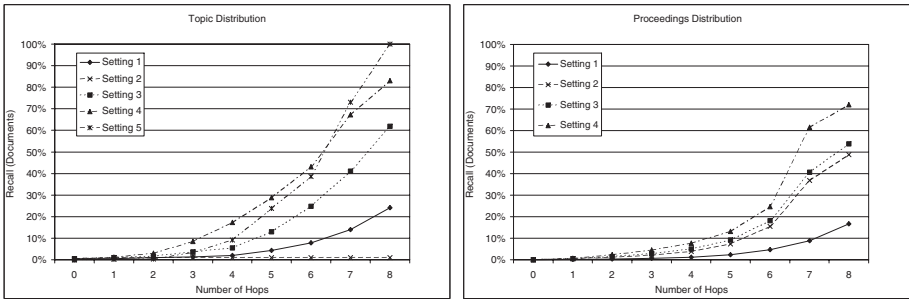 Topic Distribution
100%
90%
80%
70%
60%
50%
40%
30%
20%
10%
0%
Recall (Documents)
Setting 1
Setting 2
Setting 3
Setting 4
Setting 5
0 1 2 3 4 5 6 7 8
Number of Hops
Proceedings Distribution
100%
90%
80%
70%
60%
50%
40%
30%
20%
10%
0%
Recall (Documents)
Setting 1
Setting 2
Setting 3
Setting 4
0 1 2 3 4 5 6 7 8
Number of Hops